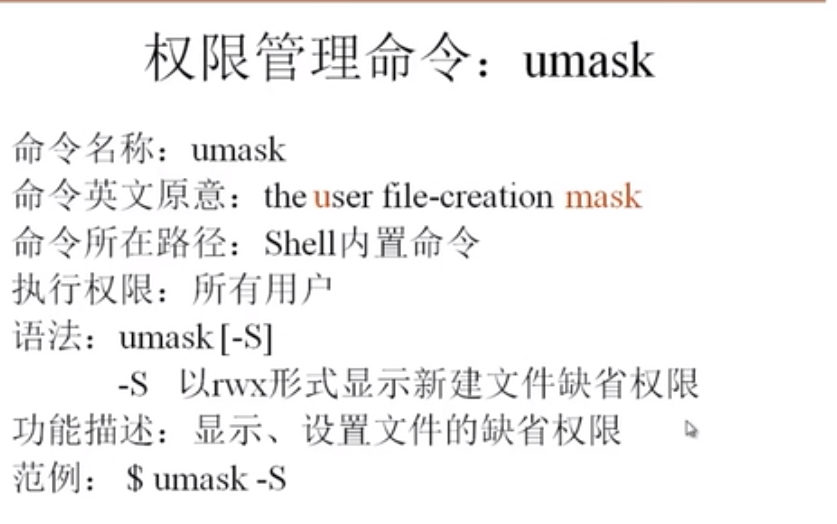 权限管理命令：umask
命令名称：umask
命令英文原意：the user file-creation mask
命令所在路径：Shell内置命令
执行权限：所有用户
语法：umask [-S]
-S 以rwx形式显示新建文件缺省权限
功能描述：显示、设置文件的缺省权限
范例： $ umask -S